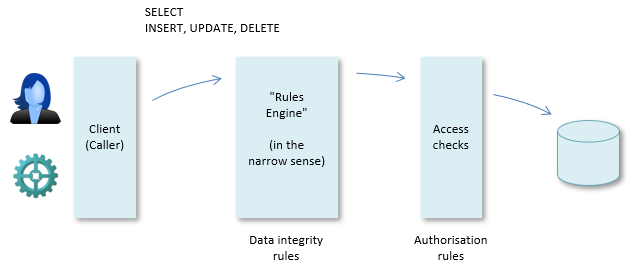 SELECT
INSERT, UPDATE, DELETE
Client
(Caller)
"Rules
Engine"
(in the
narrow sense)
Access
checks
Data integrity
rules
Authorisation
rules